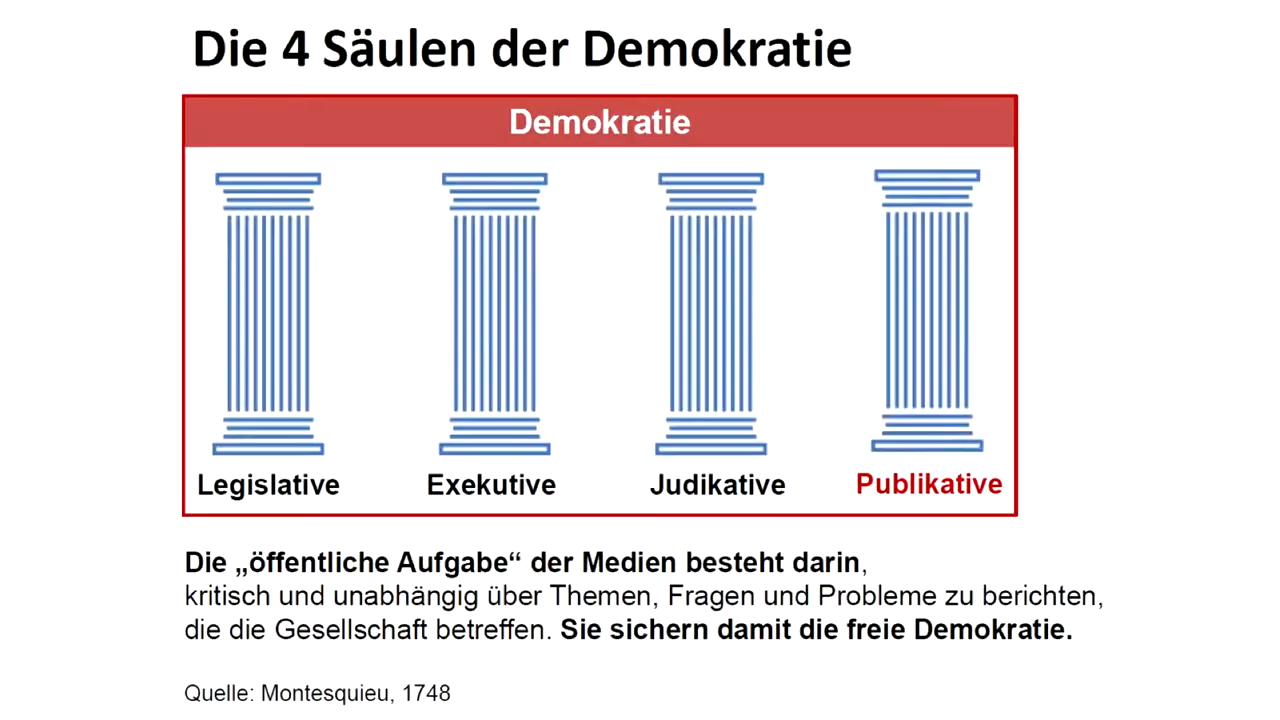 Die 4 Säulen der Demokratie
Demokratie
Legislative
Exekutive
Judikative
Publikative
Die „öffentliche Aufgabe“ der Medien besteht darin,
kritisch und unabhängig über Themen, Fragen und Probleme zu berichten,
die die Gesellschaft betreffen. Sie sichern damit die freie Demokratie.
Quelle: Montesquieu, 1748